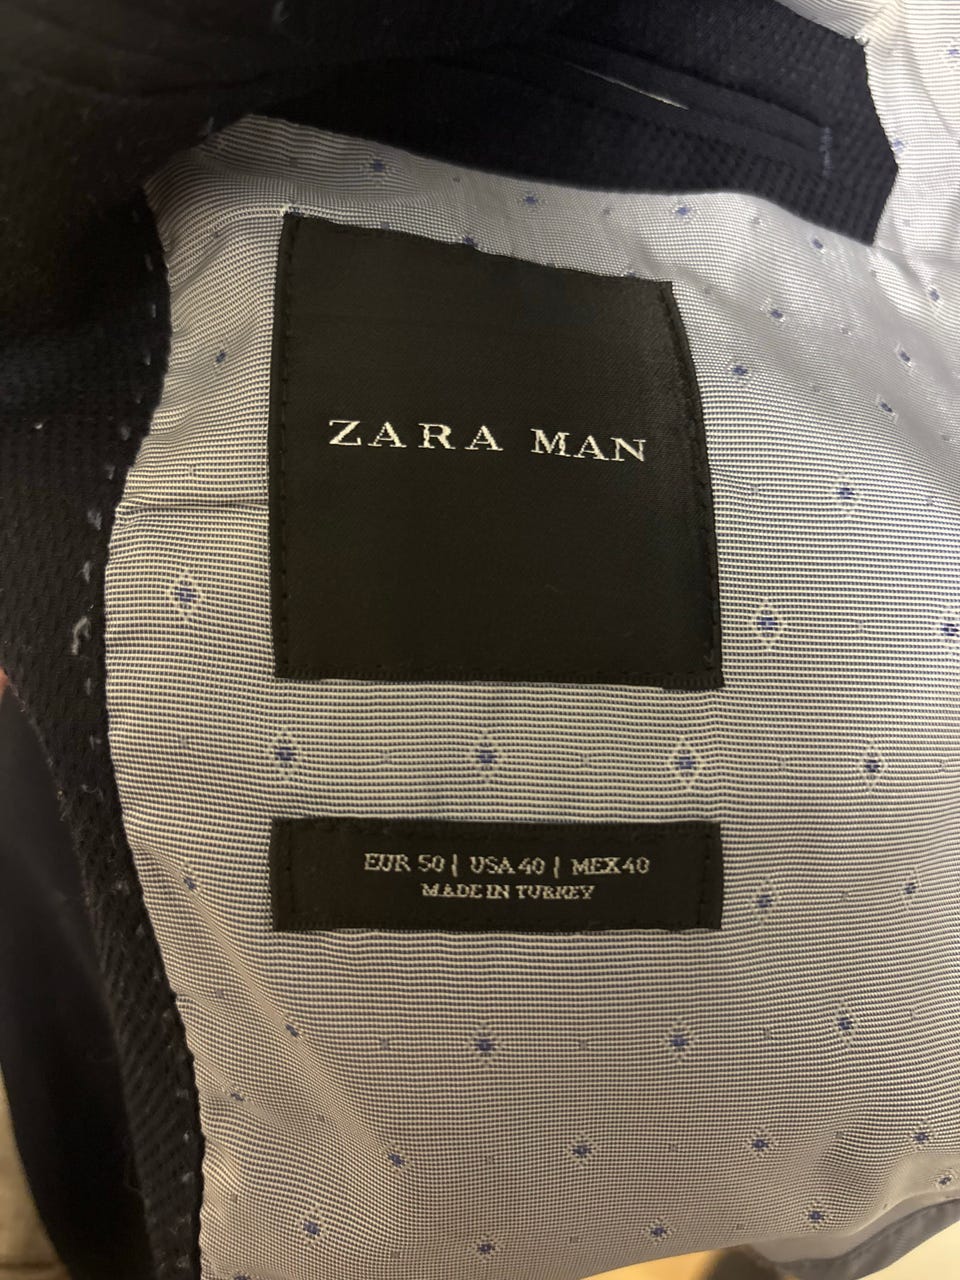 ZARA MAN
EUR 50 | USA 40 | MEX 40
MADE IN TURKEY